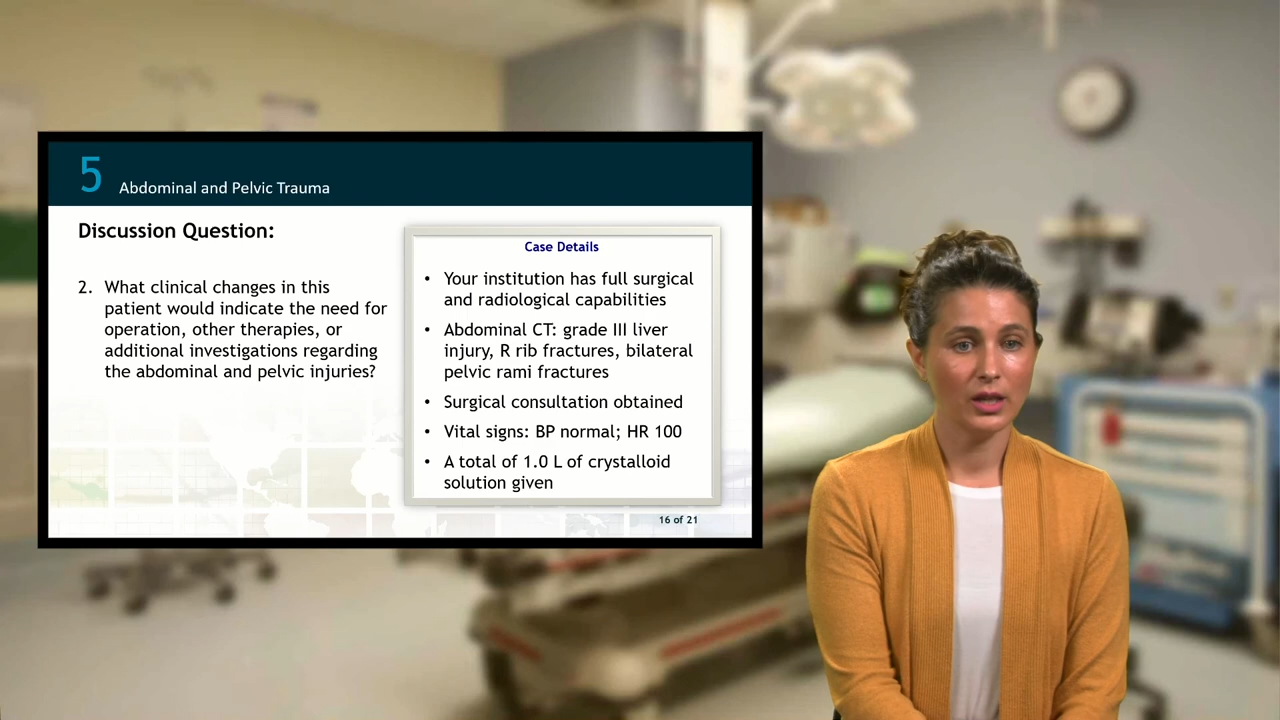 5 Abdominal and Pelvic Trauma
Discussion Question:
2. What clinical changes in this
patient would indicate the need for
operation, other therapies, or
additional investigations regarding
the abdominal and pelvic injuries?
Case Details
• Your institution has full surgical
and radiological capabilities
• Abdominal CT: grade III liver
injury, R rib fractures, bilateral
pelvic rami fractures
• Surgical consultation obtained
• Vital signs: BP normal; HR 100
• A total of 1.0 L of crystalloid
solution given
16 of 21